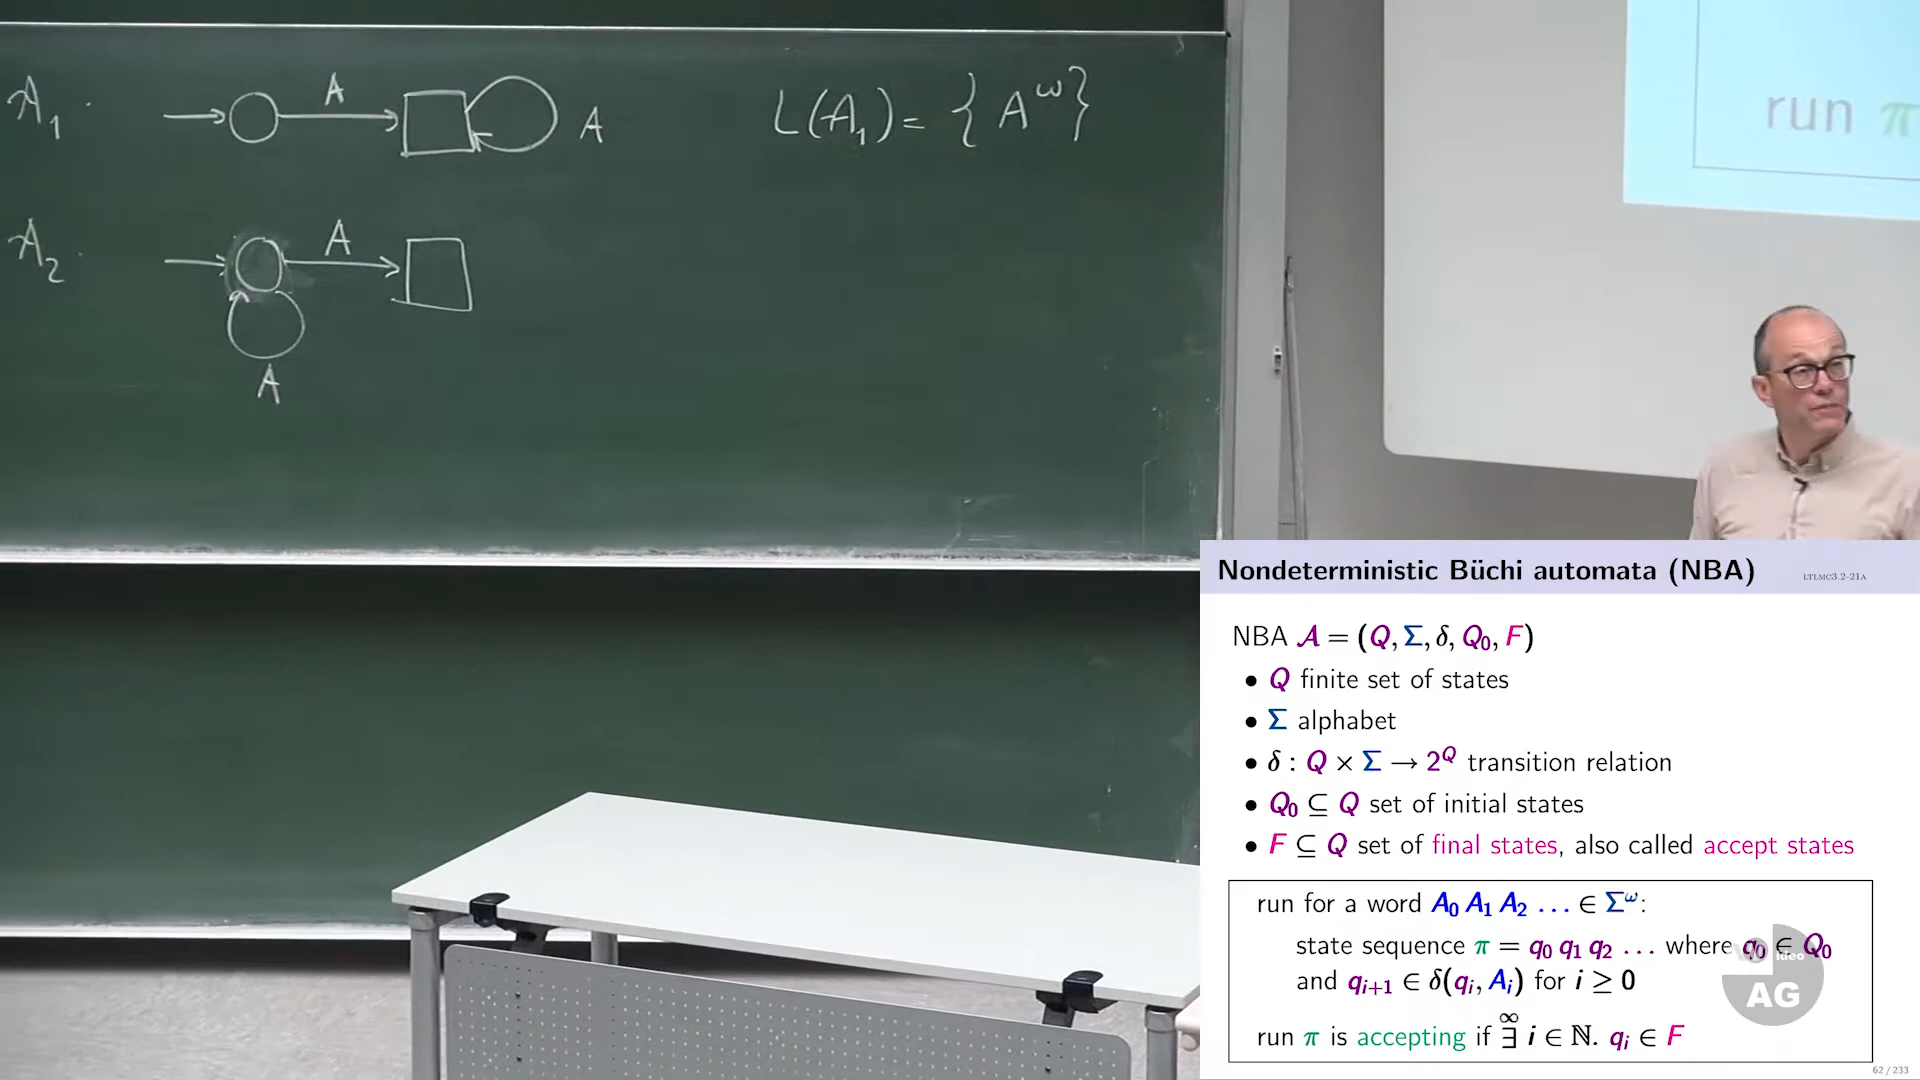 𝒜₁ . A A L(𝒜₁) = { A^ω }
𝒜₂ . A
A
run π
Nondeterministic Büchi automata (NBA) LTLMC3.2-21A
NBA 𝒜 = (Q, Σ, δ, Q₀, F)
• Q finite set of states
• Σ alphabet
• δ : Q × Σ → 2^Q transition relation
• Q₀ ⊆ Q set of initial states
• F ⊆ Q set of final states, also called accept states
run for a word A₀ A₁ A₂ … ∈ Σ^ω:
state sequence π = q₀ q₁ q₂ … where q₀ ∈ Q₀
and qᵢ₊₁ ∈ δ(qᵢ, Aᵢ) for i ≥ 0
run π is accepting if ∃^∞ i ∈ ℕ. qᵢ ∈ F
ideo
AG
62 / 233